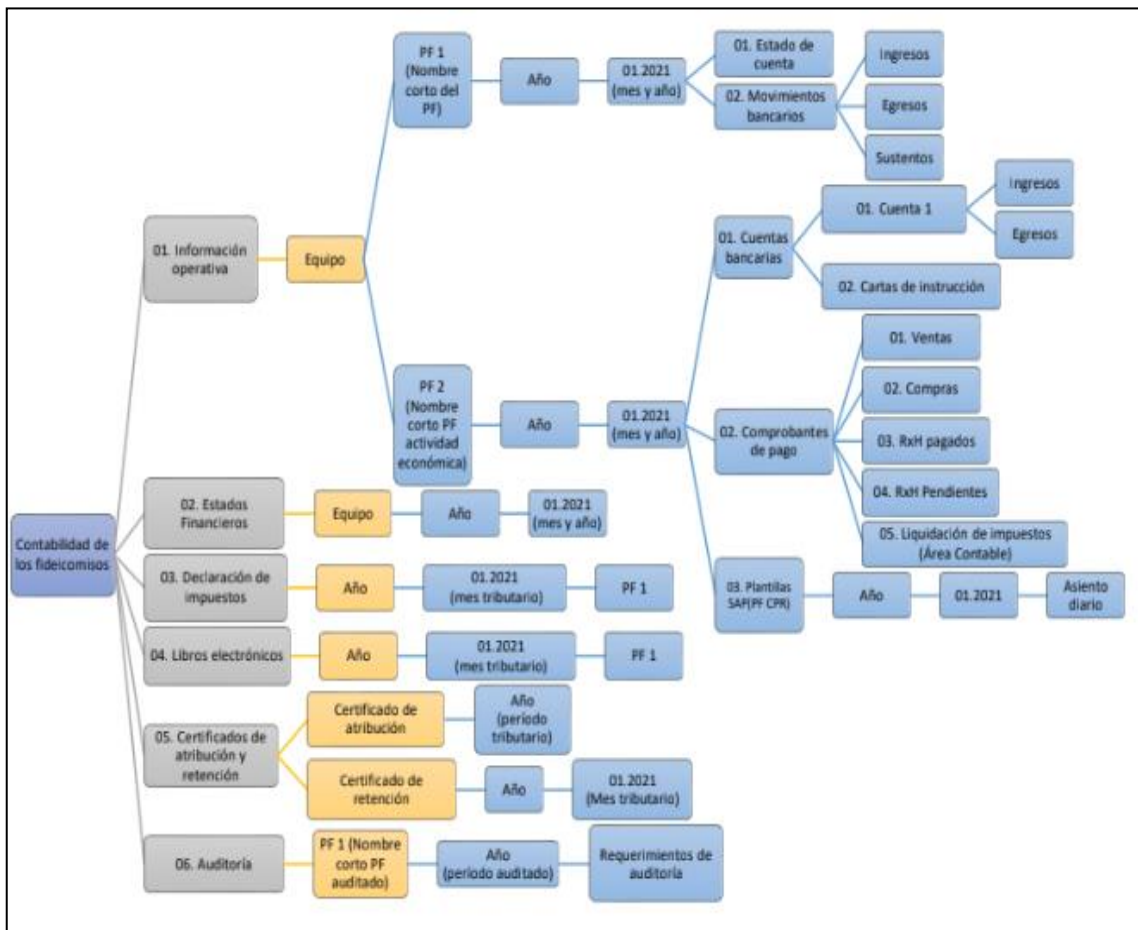 Contabilidad de
los fideicomisos
01. Información
operativa
Equipo
PF 1
(Nombre
corto del
PF)
Año
01.2021
(mes y año)
01. Estado de
cuenta
02. Movimientos
bancarios
Ingresos
Egresos
Sustentos
PF 2
(Nombre
corto PF
actividad
económica)
Año
01.2021
(mes y año)
01. Cuentas
bancarias
01. Cuenta 1
Ingresos
Egresos
02. Cartas de instrucción
02. Comprobantes
de pago
01. Ventas
02. Compras
03. RxH pagados
04. RxH Pendientes
05. Liquidación de impuestos
(Área Contable)
03. Plantillas
SAP(PF CPR)
Año
01.2021
Asiento
diario
02. Estados
Financieros
Equipo
Año
01.2021
(mes y año)
03. Declaración de
impuestos
Año
01.2021
(mes tributario)
PF 1
04. Libros electrónicos
Año
01.2021
(mes tributario)
PF 1
05. Certificados de
atribución y
retención
Certificado de
atribución
Año
(período
tributario)
Certificado de
retención
Año
01.2021
(Mes tributario)
06. Auditoría
PF 1 (Nombre
corto PF
auditado)
Año
(período auditado)
Requerimientos de
auditoría